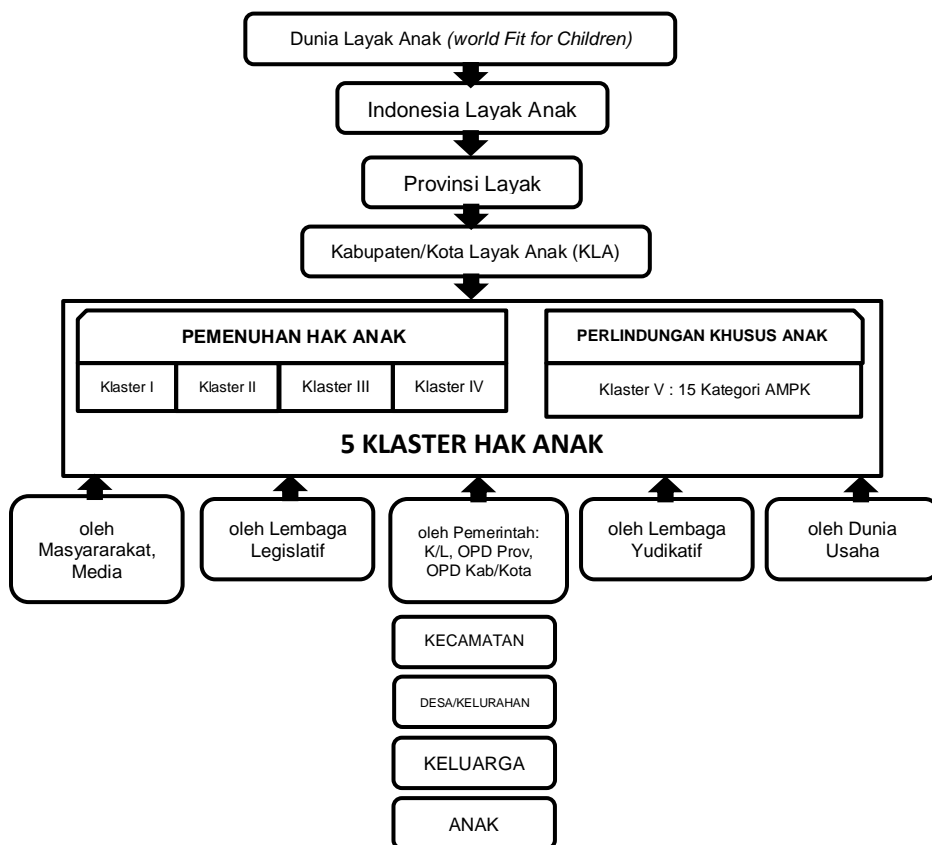 Dunia Layak Anak (world Fit for Children)
Indonesia Layak Anak
Provinsi Layak
Kabupaten/Kota Layak Anak (KLA)
PEMENUHAN HAK ANAK
Klaster I
Klaster II
Klaster III
Klaster IV
PERLINDUNGAN KHUSUS ANAK
Klaster V : 15 Kategori AMPK
5 KLASTER HAK ANAK
oleh
Masyararakat,
Media
oleh Lembaga
Legislatif
oleh Pemerintah:
K/L, OPD Prov,
OPD Kab/Kota
oleh Lembaga
Yudikatif
oleh Dunia
Usaha
KECAMATAN
DESA/KELURAHAN
KELUARGA
ANAK